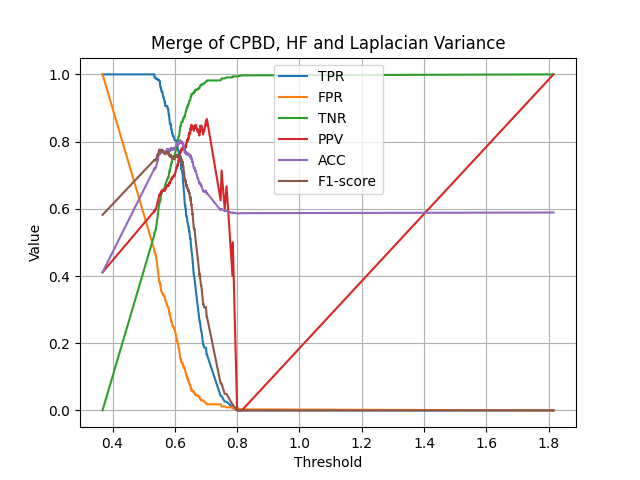 Merge of CPBD, HF and Laplacian Variance
1.0
0.8
0.6
0.4
0.2
0.0
Value
TPR
FPR
TNR
PPV
ACC
F1-score
0.4 0.6 0.8 1.0 1.2 1.4 1.6 1.8
Threshold